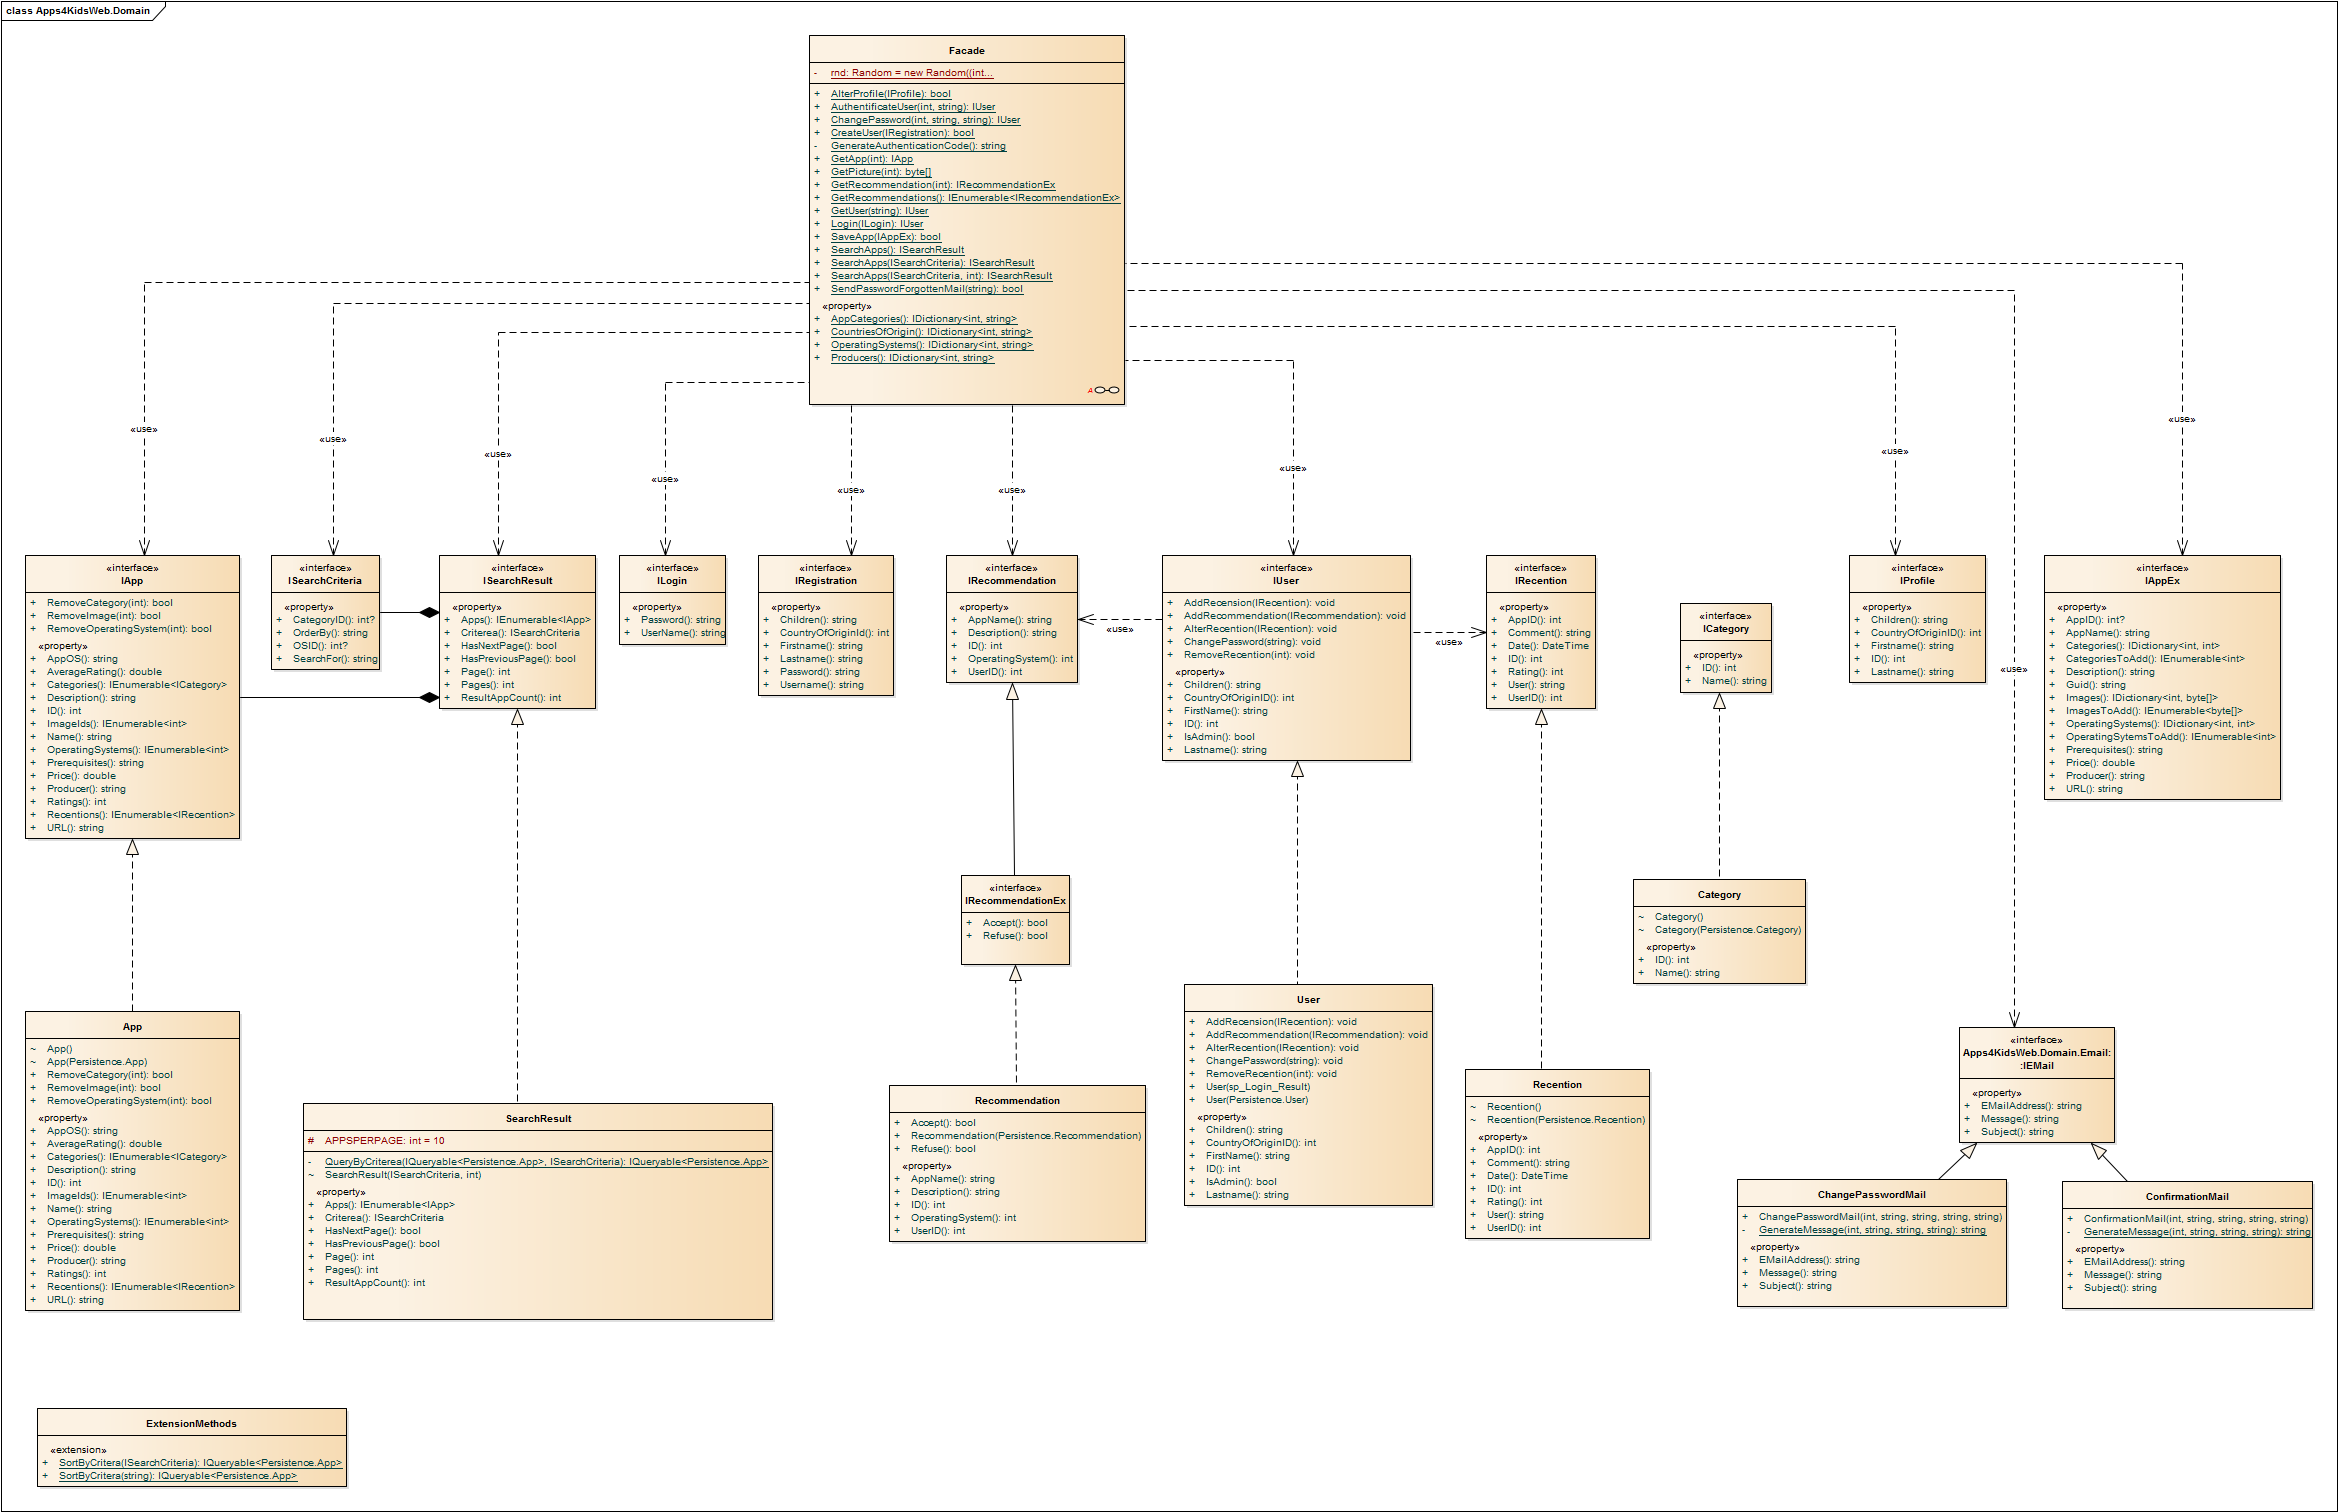 class Apps4KidsWeb.Domain
Facade
- rnd: Random = new Random((int...
+ AlterProfile(IProfile): bool
+ AuthentificateUser(int, string): IUser
+ ChangePassword(int, string, string): IUser
+ CreateUser(IRegistration): bool
- GenerateAuthenticationCode(): string
+ GetApp(int): IApp
+ GetPicture(int): byte[]
+ GetRecommendation(int): IRecommendationEx
+ GetRecommendations(): IEnumerable<IRecommendationEx>
+ GetUser(string): IUser
+ Login(ILogin): IUser
+ SaveApp(IAppEx): bool
+ SearchApps(): ISearchResult
+ SearchApps(ISearchCriteria): ISearchResult
+ SearchApps(ISearchCriteria, int): ISearchResult
+ SendPasswordForgottenMail(string): bool
«property»
+ AppCategories(): IDictionary<int, string>
+ CountriesOfOrigin(): IDictionary<int, string>
+ OperatingSystems(): IDictionary<int, string>
+ Producers(): IDictionary<int, string>
A
«use»
«use»
«use»
«use»
«use»
«use»
«use»
«use»
«use»
«use»
«use»
«use»
«interface»
IApp
+ RemoveCategory(int): bool
+ RemoveImage(int): bool
+ RemoveOperatingSystem(int): bool
«property»
+ AppOS(): string
+ AverageRating(): double
+ Categories(): IEnumerable<ICategory>
+ Description(): string
+ ID(): int
+ ImageIds(): IEnumerable<int>
+ Name(): string
+ OperatingSystems(): IEnumerable<int>
+ Prerequisites(): string
+ Price(): double
+ Producer(): string
+ Ratings(): int
+ Recentions(): IEnumerable<IRecention>
+ URL(): string
«interface»
ISearchCriteria
«property»
+ CategoryID(): int?
+ OrderBy(): string
+ OSID(): int?
+ SearchFor(): string
«interface»
ISearchResult
«property»
+ Apps(): IEnumerable<IApp>
+ Criterea(): ISearchCriteria
+ HasNextPage(): bool
+ HasPreviousPage(): bool
+ Page(): int
+ Pages(): int
+ ResultAppCount(): int
«interface»
ILogin
«property»
+ Password(): string
+ UserName(): string
«interface»
IRegistration
«property»
+ Children(): string
+ CountryOfOriginId(): int
+ Firstname(): string
+ Lastname(): string
+ Password(): string
+ Username(): string
«interface»
IRecommendation
«property»
+ AppName(): string
+ Description(): string
+ ID(): int
+ OperatingSystem(): int
+ UserID(): int
«interface»
IUser
+ AddRecension(IRecention): void
+ AddRecommendation(IRecommendation): void
+ AlterRecention(IRecention): void
+ ChangePassword(string): void
+ RemoveRecention(int): void
«property»
+ Children(): string
+ CountryOfOriginID(): int
+ FirstName(): string
+ ID(): int
+ IsAdmin(): bool
+ Lastname(): string
«interface»
IRecention
«property»
+ AppID(): int
+ Comment(): string
+ Date(): DateTime
+ ID(): int
+ Rating(): int
+ User(): string
+ UserID(): int
«interface»
ICategory
«property»
+ ID(): int
+ Name(): string
«interface»
IProfile
«property»
+ Children(): string
+ CountryOfOriginID(): int
+ Firstname(): string
+ ID(): int
+ Lastname(): string
«interface»
IAppEx
«property»
+ AppID(): int?
+ AppName(): string
+ Categories(): IDictionary<int, int>
+ CategoriesToAdd(): IEnumerable<int>
+ Description(): string
+ Guid(): string
+ Images(): IDictionary<int, byte[]>
+ ImagesToAdd(): IEnumerable<byte[]>
+ OperatingSystems(): IDictionary<int, int>
+ OperatingSytemsToAdd(): IEnumerable<int>
+ Prerequisites(): string
+ Price(): double
+ Producer(): string
+ URL(): string
«interface»
IRecommendationEx
+ Accept(): bool
+ Refuse(): bool
Category
~ Category()
~ Category(Persistence.Category)
«property»
+ ID(): int
+ Name(): string
App
~ App()
~ App(Persistence.App)
+ RemoveCategory(int): bool
+ RemoveImage(int): bool
+ RemoveOperatingSystem(int): bool
«property»
+ AppOS(): string
+ AverageRating(): double
+ Categories(): IEnumerable<ICategory>
+ Description(): string
+ ID(): int
+ ImageIds(): IEnumerable<int>
+ Name(): string
+ OperatingSystems(): IEnumerable<int>
+ Prerequisites(): string
+ Price(): double
+ Producer(): string
+ Ratings(): int
+ Recentions(): IEnumerable<IRecention>
+ URL(): string
SearchResult
# APPSPERPAGE: int = 10
- QueryByCriterea(IQueryable<Persistence.App>, ISearchCriteria): IQueryable<Persistence.App>
~ SearchResult(ISearchCriteria, int)
«property»
+ Apps(): IEnumerable<IApp>
+ Criterea(): ISearchCriteria
+ HasNextPage(): bool
+ HasPreviousPage(): bool
+ Page(): int
+ Pages(): int
+ ResultAppCount(): int
Recommendation
+ Accept(): bool
+ Recommendation(Persistence.Recommendation)
+ Refuse(): bool
«property»
+ AppName(): string
+ Description(): string
+ ID(): int
+ OperatingSystem(): int
+ UserID(): int
User
+ AddRecension(IRecention): void
+ AddRecommendation(IRecommendation): void
+ AlterRecention(IRecention): void
+ ChangePassword(string): void
+ RemoveRecention(int): void
+ User(sp_Login_Result)
+ User(Persistence.User)
«property»
+ Children(): string
+ CountryOfOriginID(): int
+ FirstName(): string
+ ID(): int
+ IsAdmin(): bool
+ Lastname(): string
Recention
~ Recention()
~ Recention(Persistence.Recention)
«property»
+ AppID(): int
+ Comment(): string
+ Date(): DateTime
+ ID(): int
+ Rating(): int
+ User(): string
+ UserID(): int
«interface»
Apps4KidsWeb.Domain.Email:
:IEMail
«property»
+ EMailAddress(): string
+ Message(): string
+ Subject(): string
ChangePasswordMail
+ ChangePasswordMail(int, string, string, string, string)
- GenerateMessage(int, string, string, string): string
«property»
+ EMailAddress(): string
+ Message(): string
+ Subject(): string
ConfirmationMail
+ ConfirmationMail(int, string, string, string, string)
- GenerateMessage(int, string, string, string): string
«property»
+ EMailAddress(): string
+ Message(): string
+ Subject(): string
ExtensionMethods
«extension»
+ SortByCritera(ISearchCriteria): IQueryable<Persistence.App>
+ SortByCritera(string): IQueryable<Persistence.App>